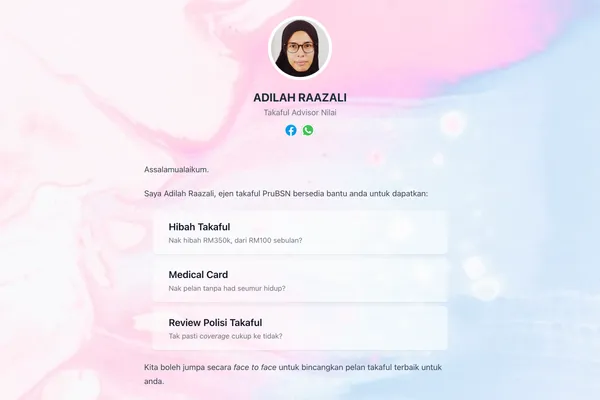 ADILAH RAAZALI
Takaful Advisor Nilai
Assalamualaikum.
Saya Adilah Raazali, ejen takaful PruBSN bersedia bantu anda untuk dapatkan:
Hibah Takaful
Nak hibah RM350k, dari RM100 sebulan?
Medical Card
Nak pelan tanpa had seumur hidup?
Review Polisi Takaful
Tak pasti coverage cukup ke tidak?
Kita boleh jumpa secara face to face untuk bincangkan pelan takaful terbaik untuk
anda.